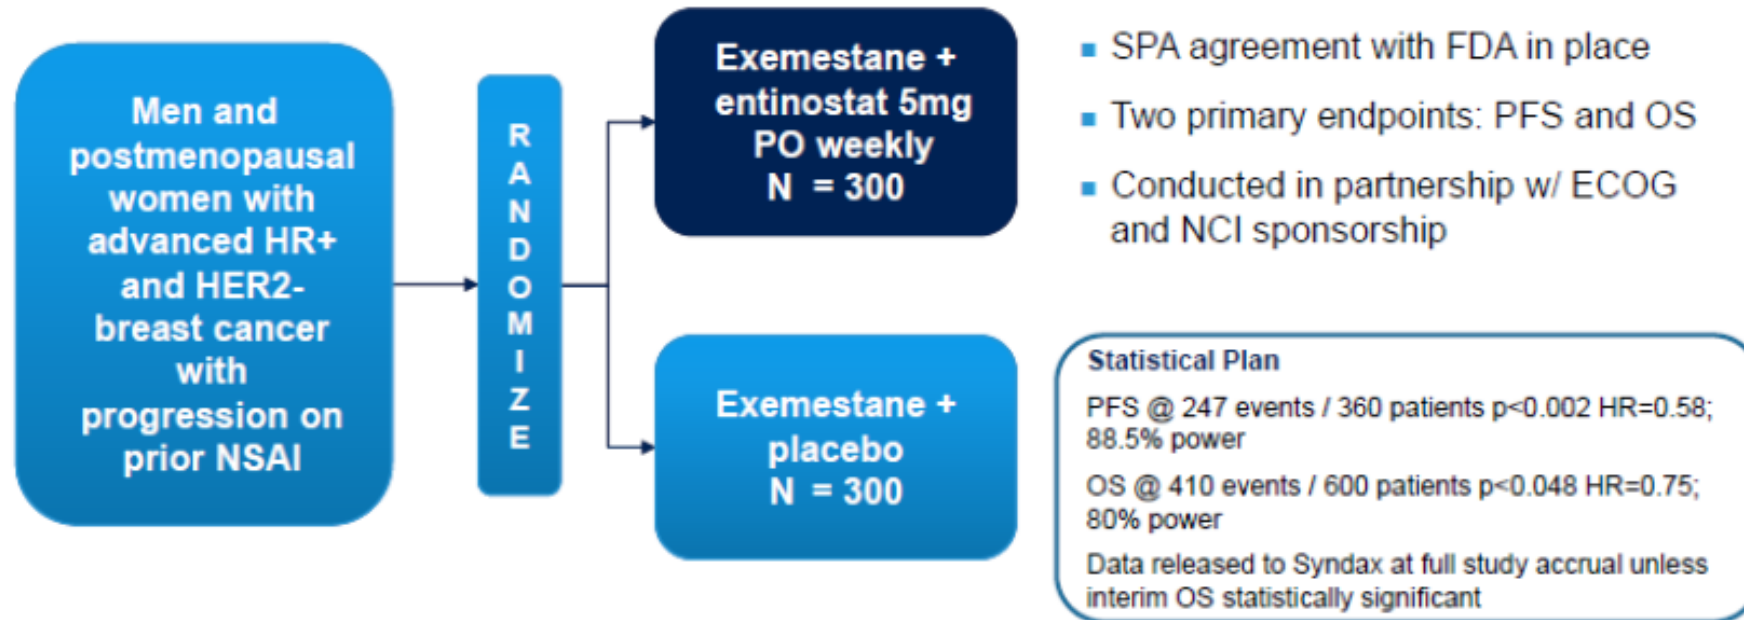 Men and
postmenopausal
women with
advanced HR+
and HER2-
breast cancer
with
progression on
prior NSAI
R
A
N
D
O
M
I
Z
E
Exemestane +
entinostat 5mg
PO weekly
N = 300
Exemestane +
placebo
N = 300
SPA agreement with FDA in place
Two primary endpoints: PFS and OS
Conducted in partnership w/ ECOG
and NCI sponsorship
Statistical Plan
PFS @ 247 events / 360 patients p<0.002 HR=0.58;
88.5% power
OS @ 410 events / 600 patients p<0.048 HR=0.75;
80% power
Data released to Syndax at full study accrual unless
interim OS statistically significant